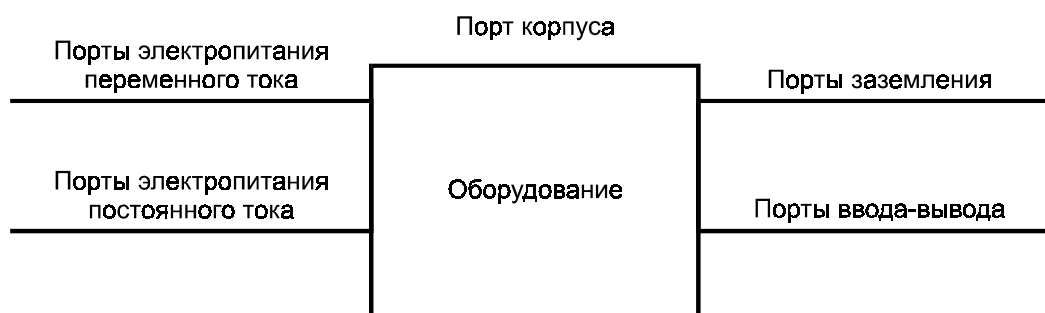 Порт корпуса
Порты электропитания
переменного тока
Порты заземления
Порты электропитания
постоянного тока
Оборудование
Порты ввода-вывода